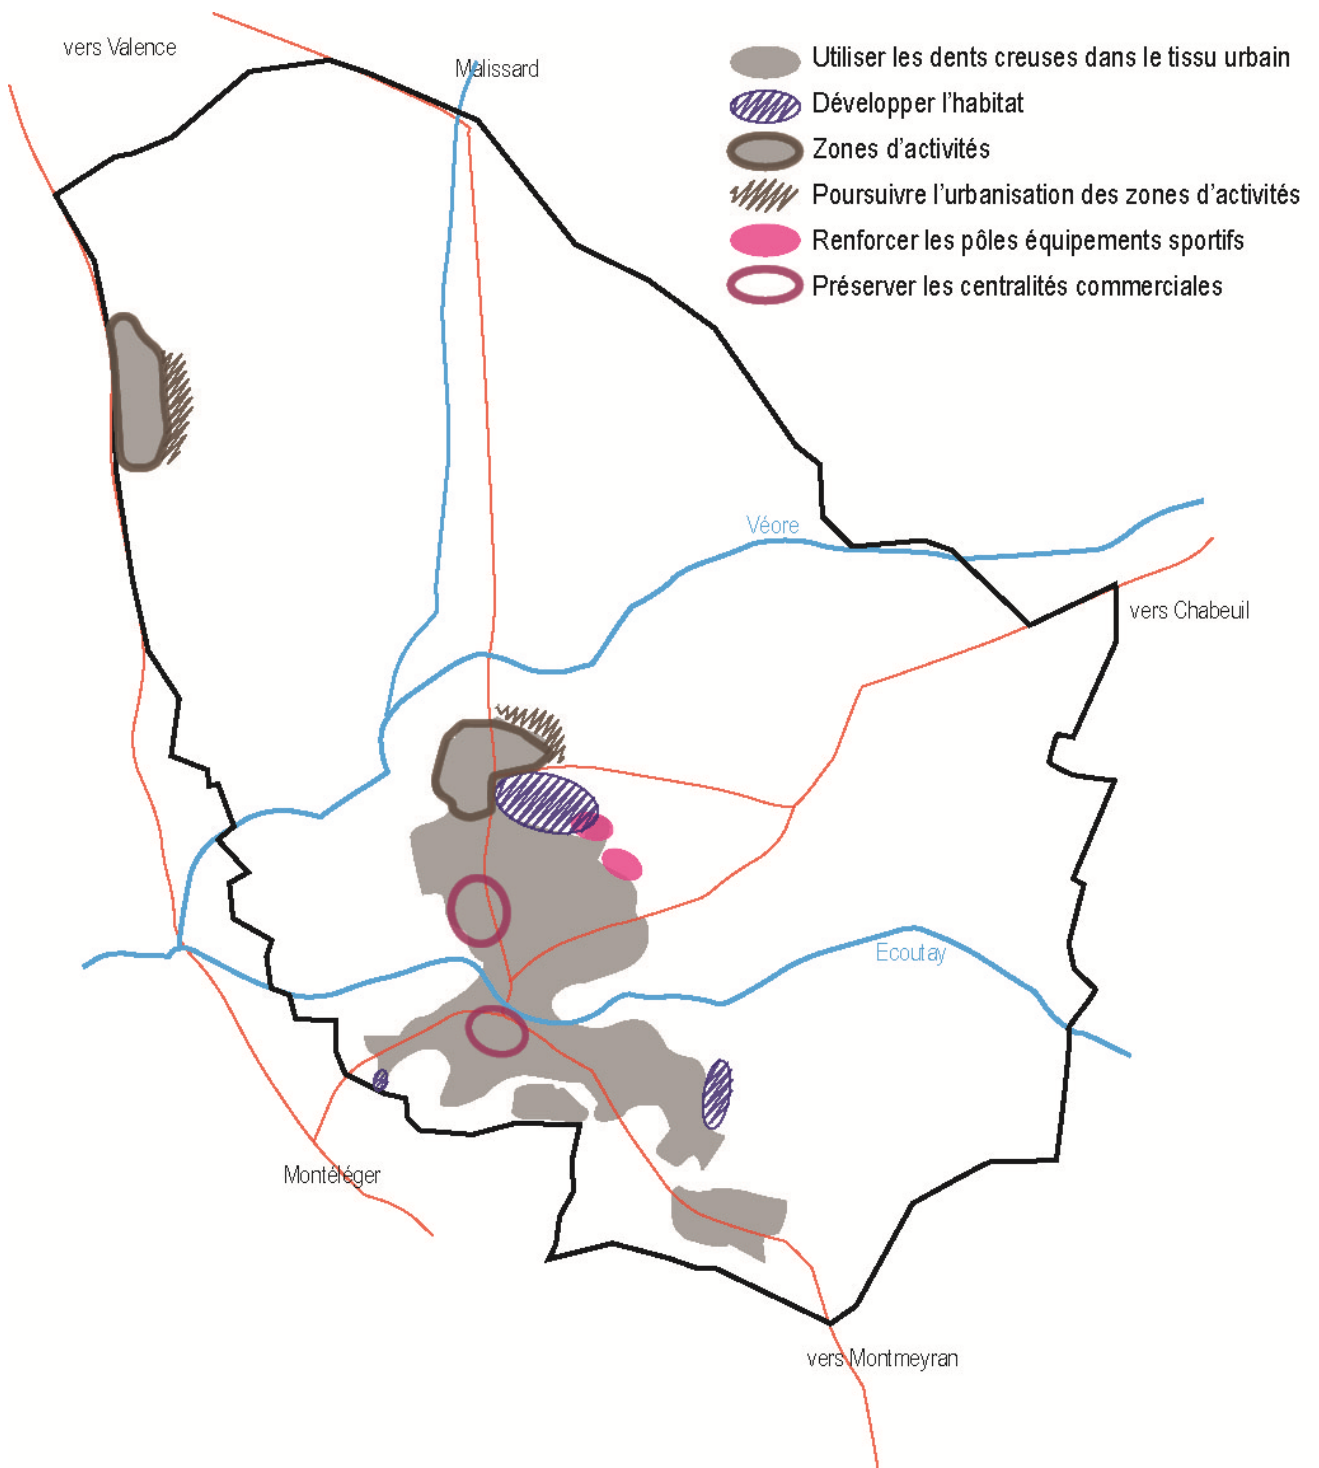 vers Valence
Malissard
Utiliser les dents creuses dans le tissu urbain
Développer l'habitat
Zones d'activités
Poursuivre l'urbanisation des zones d'activités
Renforcer les pôles équipements sportifs
Préserver les centralités commerciales
Véore
vers Chabeuil
Ecoutay
Montéléger
vers Montmeyran